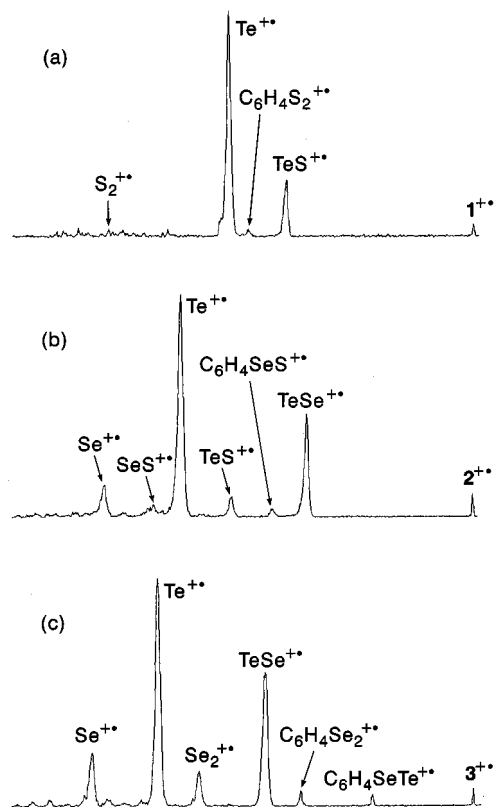 (a)
Te⁺•
C₆H₄S₂⁺•
TeS⁺•
S₂⁺•
1⁺•
(b)
Te⁺•
C₆H₄SeS⁺•
TeSe⁺•
Se⁺•
SeS⁺•
TeS⁺•
2⁺•
(c)
Te⁺•
TeSe⁺•
Se⁺•
Se₂⁺•
C₆H₄Se₂⁺•
C₆H₄SeTe⁺•
3⁺•